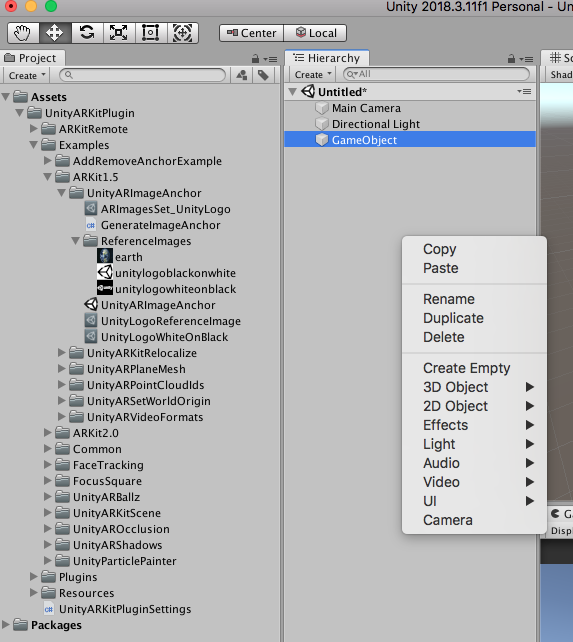 Unity 2018.3.11f1 Personal - Un
Center
Local
Project
Create
Assets
UnityARKitPlugin
ARKitRemote
Examples
AddRemoveAnchorExample
ARKit1.5
UnityARImageAnchor
ARImagesSet_UnityLogo
GenerateImageAnchor
ReferenceImages
earth
unitylogoblackonwhite
unitylogowhiteonblack
UnityARImageAnchor
UnityLogoReferenceImage
UnityLogoWhiteOnBlack
UnityARKitRelocalize
UnityARPlaneMesh
UnityARPointCloudIds
UnityARSetWorldOrigin
UnityARVideoFormats
ARKit2.0
Common
FaceTracking
FocusSquare
UnityARBallz
UnityARKitScene
UnityAROcclusion
UnityARShadows
UnityParticlePainter
Plugins
Resources
UnityARKitPluginSettings
Packages
Hierarchy
Create
All
Untitled*
Main Camera
Directional Light
GameObject
Copy
Paste
Rename
Duplicate
Delete
Create Empty
3D Object
2D Object
Effects
Light
Audio
Video
UI
Camera
Sc
Shad
Ga
Displ